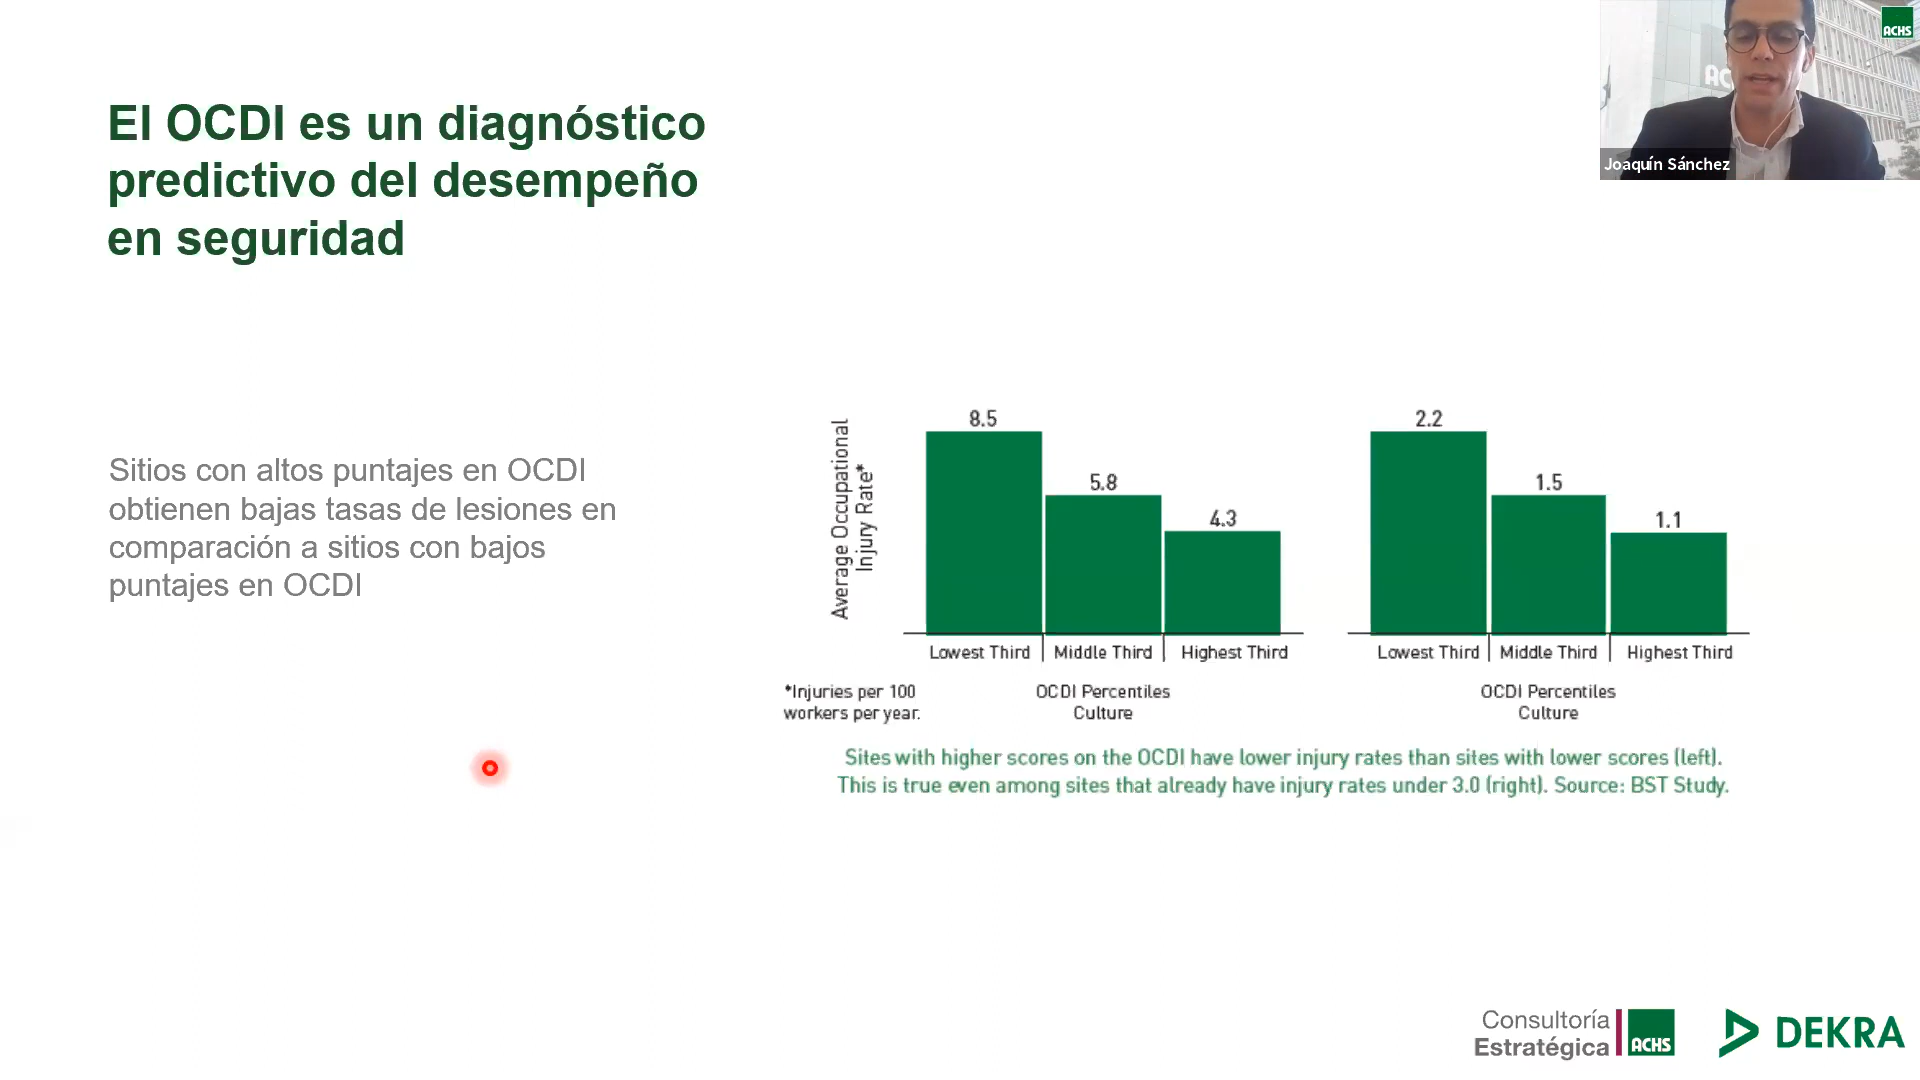 El OCDI es un diagnóstico
predictivo del desempeño
en seguridad
ACHS
AC
Joaquín Sánchez
Sitios con altos puntajes en OCDI
obtienen bajas tasas de lesiones en
comparación a sitios con bajos
puntajes en OCDI
Average Occupational
Injury Rate*
8.5
5.8
4.3
Lowest Third
Middle Third
Highest Third
*Injuries per 100
workers per year.
OCDI Percentiles
Culture
2.2
1.5
1.1
Lowest Third
Middle Third
Highest Third
OCDI Percentiles
Culture
Sites with higher scores on the OCDI have lower injury rates than sites with lower scores (left).
This is true even among sites that already have injury rates under 3.0 (right). Source: BST Study.
Consultoría
Estratégica
ACHS
DEKRA